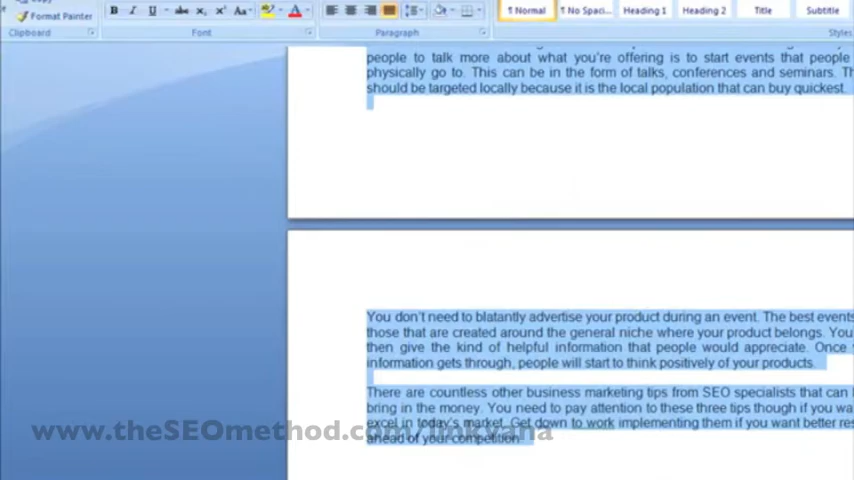 Format Painter
Clipboard
Font
Paragraph
Styles
B I U abc x₂ x² Aa
A
¶ Normal
¶ No Spaci...
Heading 1
Heading 2
Title
Subtitle
people to talk more about what you're offering is to start events that people
physically go to. This can be in the form of talks, conferences and seminars.
should be targeted locally because it is the local population that can buy quickest.
You don't need to blatantly advertise your product during an event. The best events
those that are created around the general niche where your product belongs. You
then give the kind of helpful information that people would appreciate. Once
information gets through, people will start to think positively of your products.
There are countless other business marketing tips from SEO specialists that can
bring in the money. You need to pay attention to these three tips though if you
excel in today's market. Get down to work implementing them if you want better
ahead of your competition.
www.theSEOmethod.com/imkyana